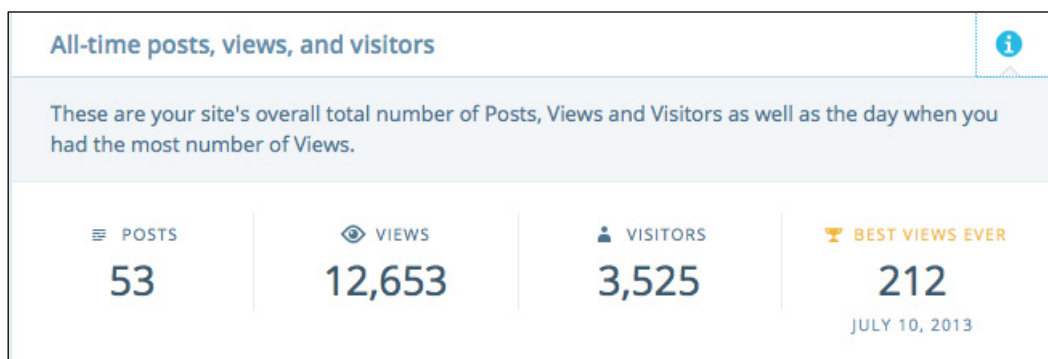 All-time posts, views, and visitors
These are your site's overall total number of Posts, Views and Visitors as well as the day when you
had the most number of Views.
POSTS
53
VIEWS
12,653
VISITORS
3,525
BEST VIEWS EVER
212
JULY 10, 2013